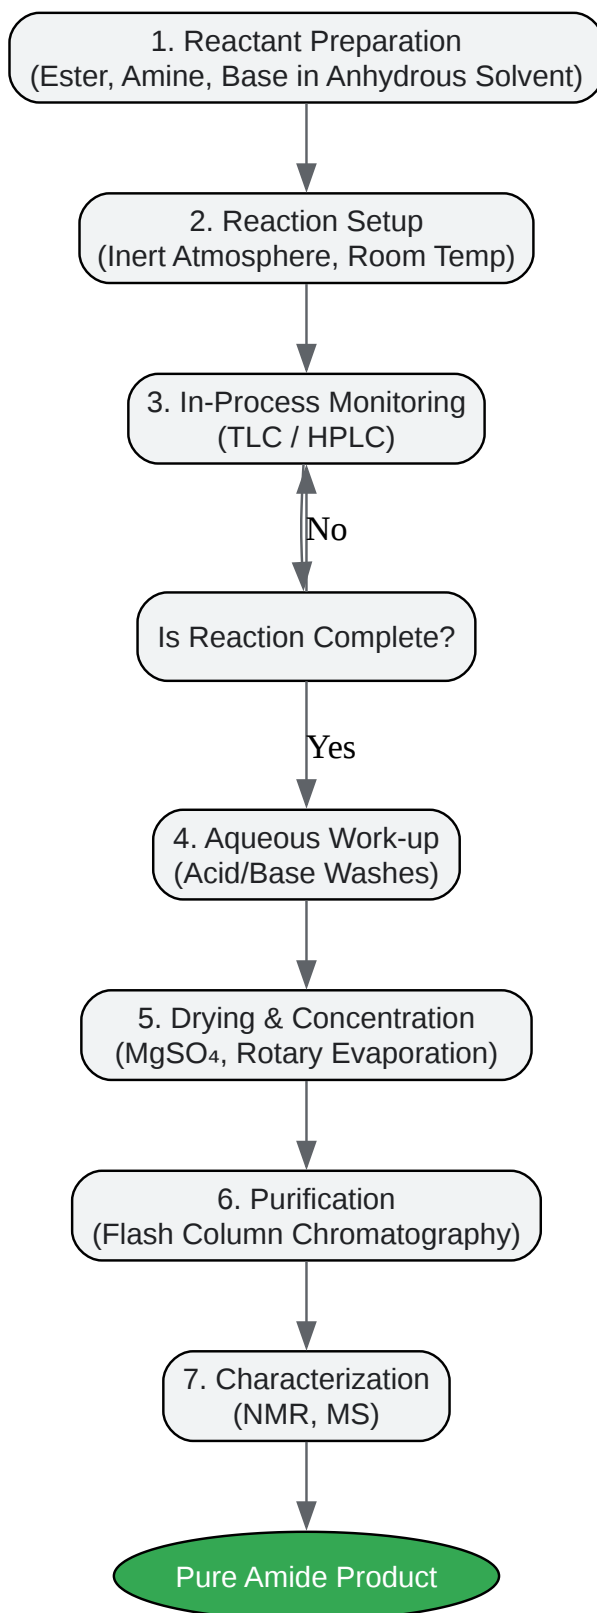 1. Reactant Preparation
(Ester, Amine, Base in Anhydrous Solvent)
2. Reaction Setup
(Inert Atmosphere, Room Temp)
3. In-Process Monitoring
(TLC / HPLC)
No
Is Reaction Complete?
Yes
4. Aqueous Work-up
(Acid/Base Washes)
5. Drying & Concentration
(MgSO₄, Rotary Evaporation)
6. Purification
(Flash Column Chromatography)
7. Characterization
(NMR, MS)
Pure Amide Product